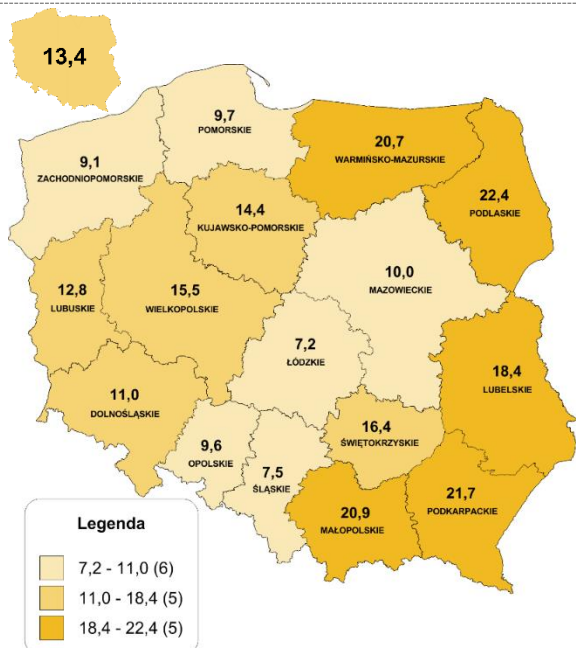 13,4
9,7
POMORSKIE
9,1
ZACHODNIOPOMORSKIE
20,7
WARMIŃSKO-MAZURSKIE
22,4
PODLASKIE
14,4
KUJAWSKO-POMORSKIE
12,8
LUBUSKIE
15,5
WIELKOPOLSKIE
10,0
MAZOWIECKIE
7,2
ŁÓDZKIE
18,4
LUBELSKIE
11,0
DOLNOŚLĄSKIE
9,6
OPOLSKIE
7,5
ŚLĄSKIE
16,4
ŚWIĘTOKRZYSKIE
20,9
MAŁOPOLSKIE
21,7
PODKARPACKIE
Legenda
7,2 - 11,0 (6)
11,0 - 18,4 (5)
18,4 - 22,4 (5)